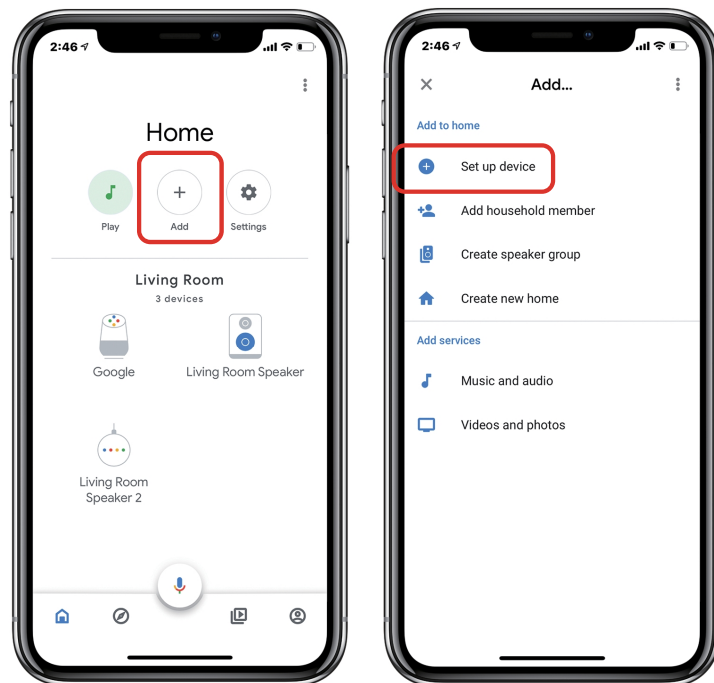 2:46
Home
Play
Add
Settings
Living Room
3 devices
Google
Living Room Speaker
Living Room
Speaker 2
2:46
Add...
Add to home
Set up device
Add household member
Create speaker group
Create new home
Add services
Music and audio
Videos and photos